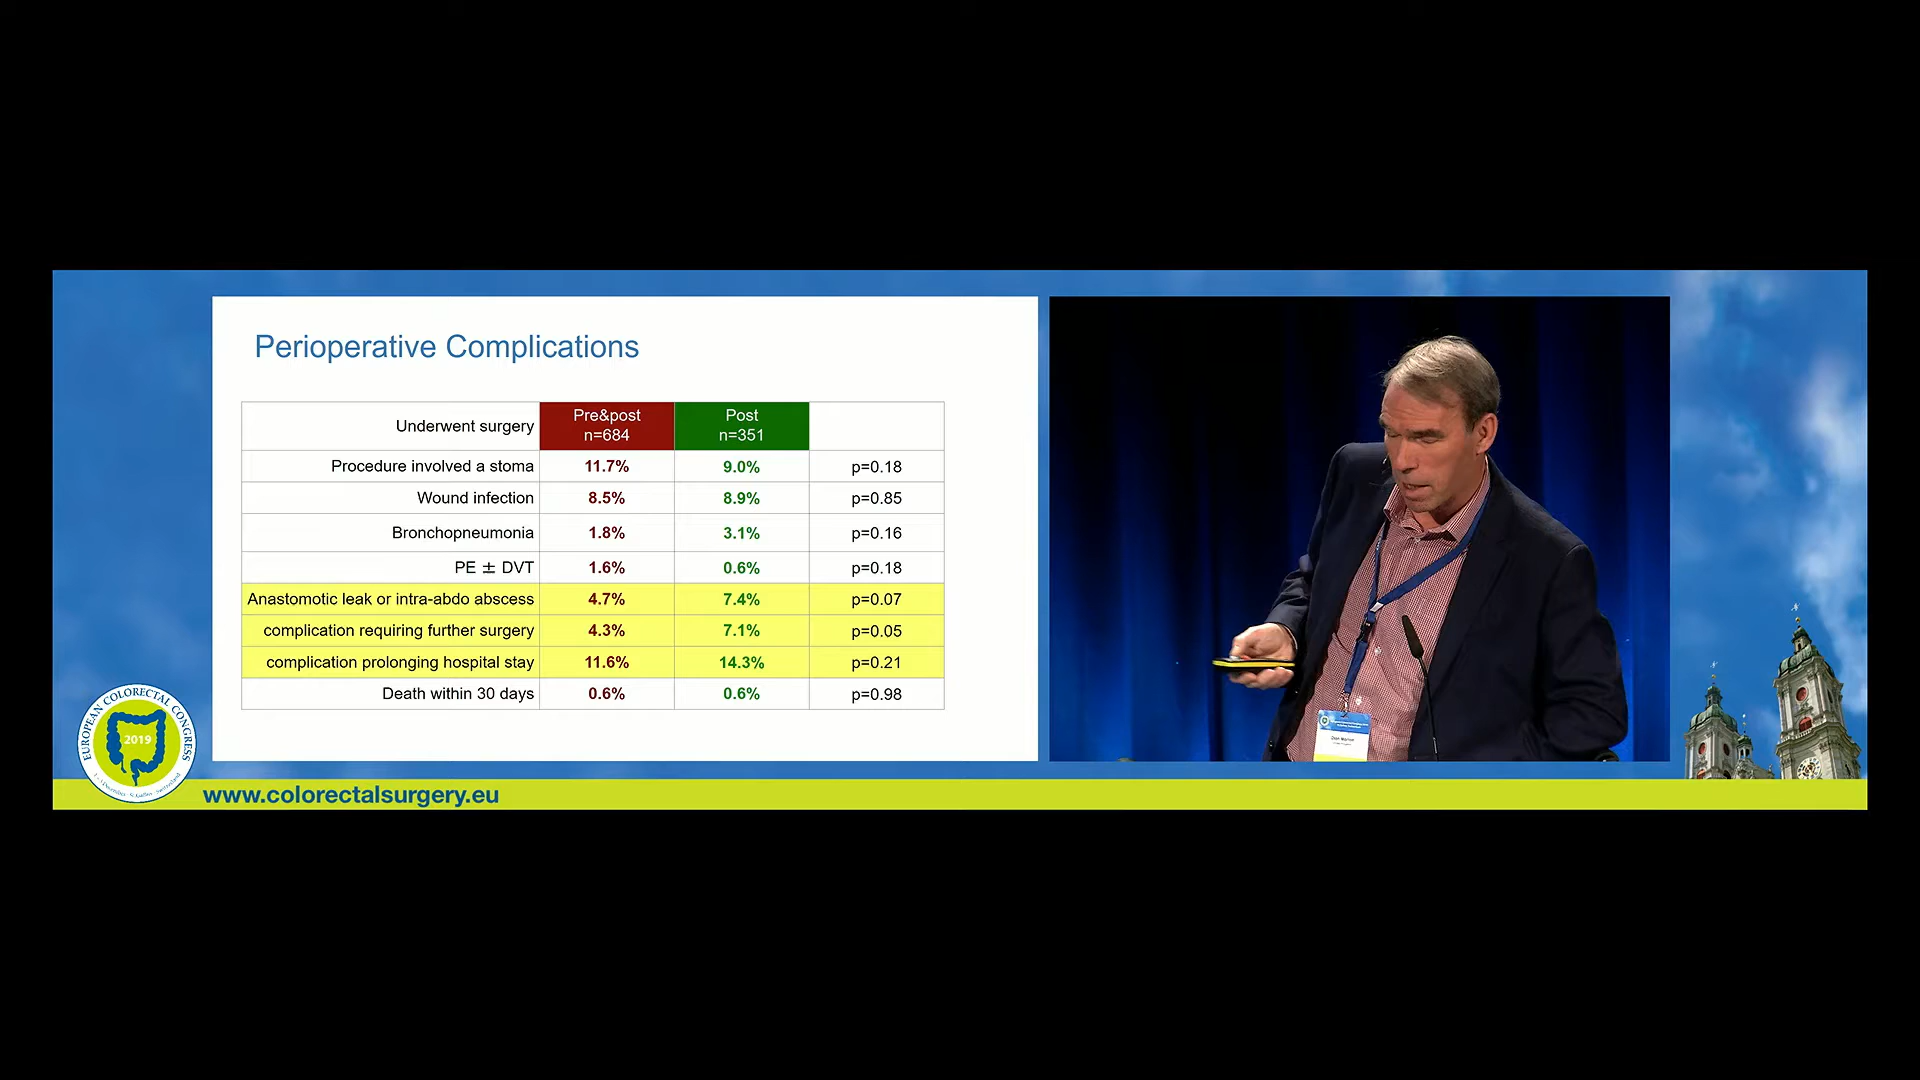 Perioperative Complications
Underwent surgery Pre&post n=684 Post n=351
Procedure involved a stoma 11.7% 9.0% p=0.18
Wound infection 8.5% 8.9% p=0.85
Bronchopneumonia 1.8% 3.1% p=0.16
PE ± DVT 1.6% 0.6% p=0.18
Anastomotic leak or intra-abdo abscess 4.7% 7.4% p=0.07
complication requiring further surgery 4.3% 7.1% p=0.05
complication prolonging hospital stay 11.6% 14.3% p=0.21
Death within 30 days 0.6% 0.6% p=0.98
EUROPEAN COLORECTAL CONGRESS
2019
www.colorectalsurgery.eu